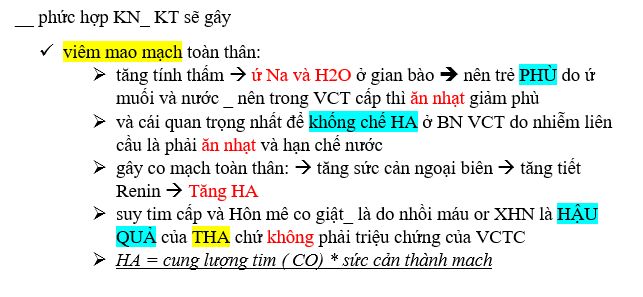 __ phức hợp KN_ KT sẽ gây
✓ viêm mao mạch toàn thân:
➢ tăng tính thấm → ứ Na và H2O ở gian bào → nên trẻ PHÙ do ứ
muối và nước _ nên trong VCT cấp thì ăn nhạt giảm phù
➢ và cái quan trọng nhất để khống chế HA ở BN VCT do nhiễm liên
cầu là phải ăn nhạt và hạn chế nước
➢ gây co mạch toàn thân: → tăng sức cản ngoại biên → tăng tiết
Renin → Tăng HA
➢ suy tim cấp và Hôn mê co giật_ là do nhồi máu or XHN là HẬU
QUẢ của THA chứ không phải triệu chứng của VCTC
➢ HA = cung lượng tim ( CO) * sức cản thành mach